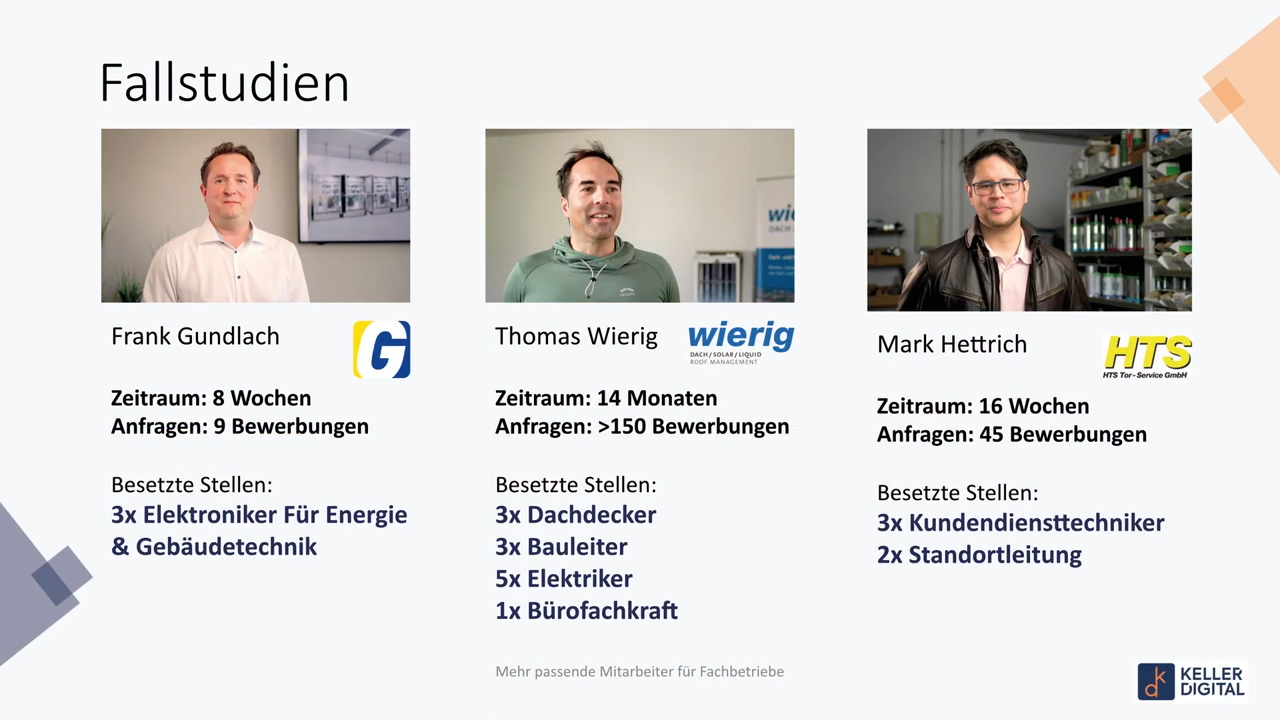 Fallstudien
wie
DACH
Frank Gundlach
G
Zeitraum: 8 Wochen
Anfragen: 9 Bewerbungen
Besetzte Stellen:
3x Elektroniker Für Energie
& Gebäudetechnik
Thomas Wierig
wierig
DACH / SOLAR / LIQUID
ROOF MANAGEMENT
Zeitraum: 14 Monaten
Anfragen: >150 Bewerbungen
Besetzte Stellen:
3x Dachdecker
3x Bauleiter
5x Elektriker
1x Bürofachkraft
Mark Hettrich
HTS
HTS Tor-Service GmbH
Zeitraum: 16 Wochen
Anfragen: 45 Bewerbungen
Besetzte Stellen:
3x Kundendiensttechniker
2x Standortleitung
Mehr passende Mitarbeiter für Fachbetriebe
dk
KELLER
DIGITAL